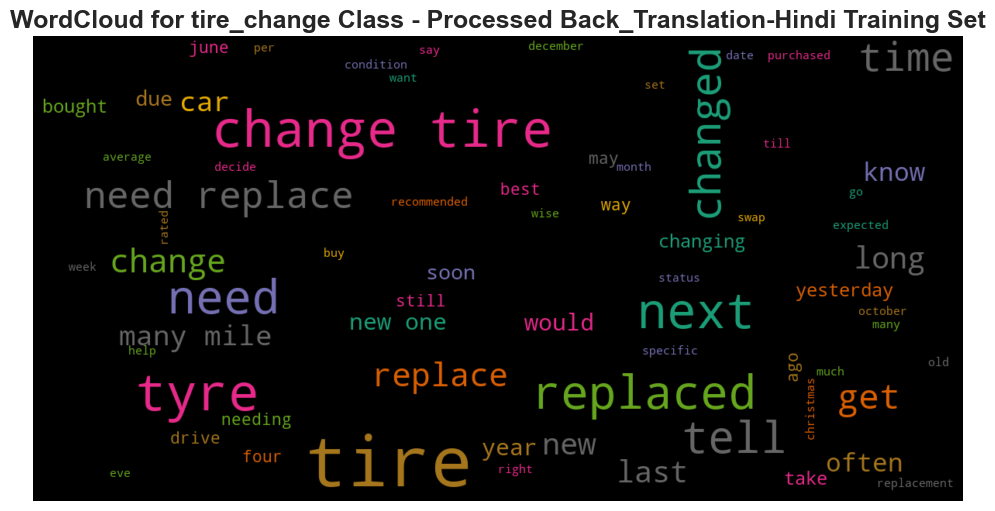 WordCloud for tire_change Class - Processed Back_Translation-Hindi Training Set
june per say december date purchased time
condition want set
bought due car changed
change tire till
average decide may month know
need replace recommended best wise way go
rated swap expected
change buy changing long
week soon status
need still next yesterday
many mile new one would october many
help specific
replace ago much old
tyre replaced christmas get
needing tell
drive year new often
four tire right last take
eve replacement